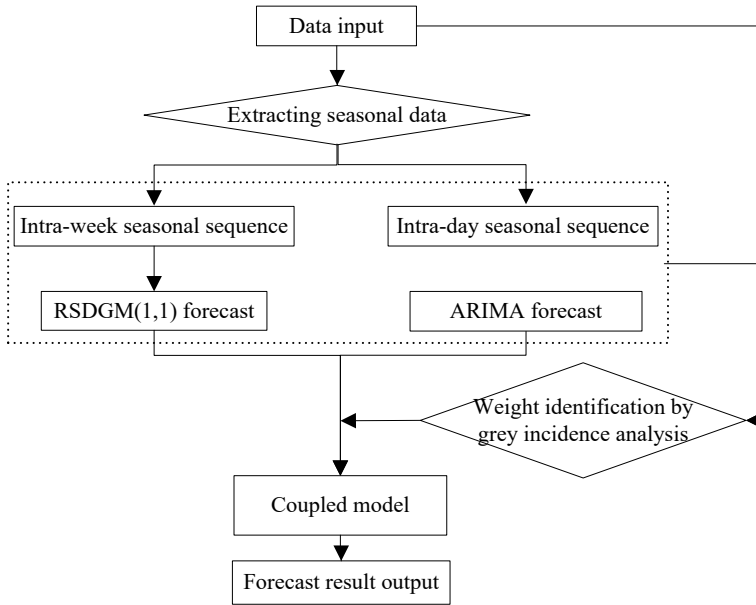 Data input
Extracting seasonal data
Intra-week seasonal sequence
Intra-day seasonal sequence
RSDGM(1,1) forecast
ARIMA forecast
Weight identification by
grey incidence analysis
Coupled model
Forecast result output